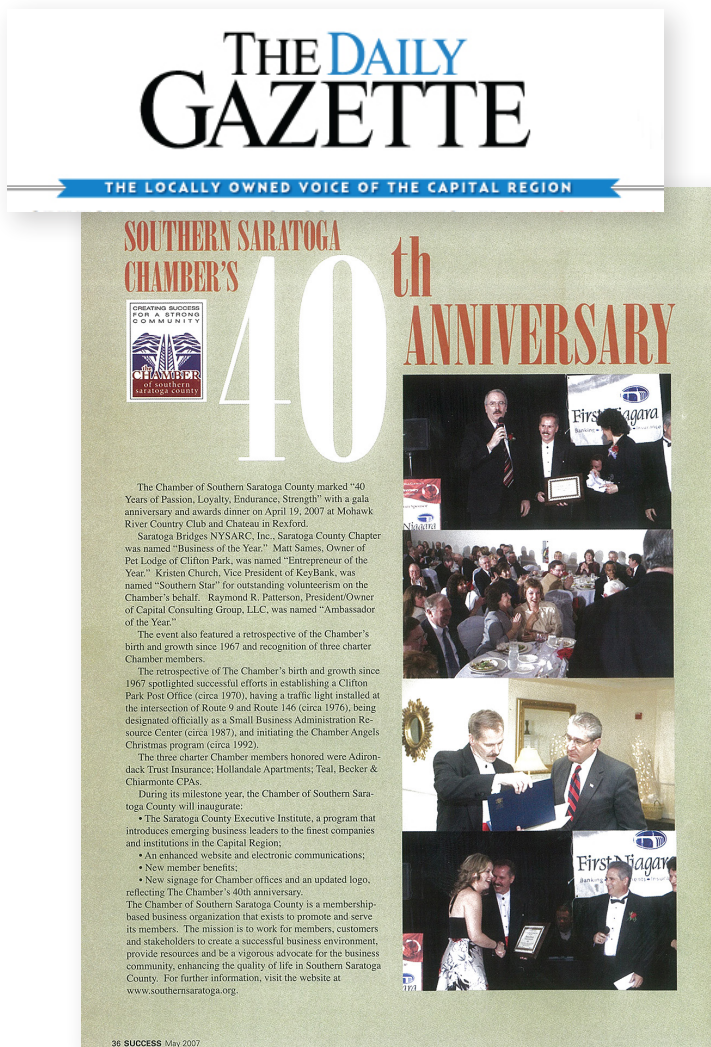 THE DAILY
GAZETTE
THE LOCALLY OWNED VOICE OF THE CAPITAL REGION
SOUTHERN SARATOGA
CHAMBER'S
40th
ANNIVERSARY
CREATING SUCCESS
FOR A STRONG
COMMUNITY
the
CHAMBER
of southern
saratoga county
The Chamber of Southern Saratoga County marked “40
Years of Passion, Loyalty, Endurance, Strength” with a gala
anniversary and awards dinner on April 19, 2007 at Mohawk
River Country Club and Chateau in Rexford.
Saratoga Bridges NYSARC, Inc., Saratoga County Chapter
was named “Business of the Year.” Matt Sames, Owner of
Pet Lodge of Clifton Park, was named “Entrepreneur of the
Year.” Kristen Church, Vice President of KeyBank, was
named “Southern Star” for outstanding volunteerism on the
Chamber’s behalf. Raymond R. Patterson, President/Owner
of Capital Consulting Group, LLC, was named “Ambassador
of the Year.”
The event also featured a retrospective of the Chamber’s
birth and growth since 1967 and recognition of three charter
Chamber members.
The retrospective of The Chamber’s birth and growth since
1967 spotlighted successful efforts in establishing a Clifton
Park Post Office (circa 1970), having a traffic light installed at
the intersection of Route 9 and Route 146 (circa 1976), being
designated officially as a Small Business Administration Re-
source Center (circa 1987), and initiating the Chamber Angels
Christmas program (circa 1992).
The three charter Chamber members honored were Adiron-
dack Trust Insurance; Hollandale Apartments; Teal, Becker &
Chiarmonte CPAs.
During its milestone year, the Chamber of Southern Sara-
toga County will inaugurate:
• The Saratoga County Executive Institute, a program that
introduces emerging business leaders to the finest companies
and institutions in the Capital Region;
• An enhanced website and electronic communications;
• New member benefits;
• New signage for Chamber offices and an updated logo,
reflecting The Chamber’s 40th anniversary.
The Chamber of Southern Saratoga County is a membership-
based business organization that exists to promote and serve
its members. The mission is to work for members, customers
and stakeholders to create a successful business environment,
provide resources and be a vigorous advocate for the business
community, enhancing the quality of life in Southern Saratoga
County. For further information, visit the website at
www.southernsaratoga.org.
First Niagara
Banking
Niagara
First Niagara
Banking
36 SUCCESS May 2007